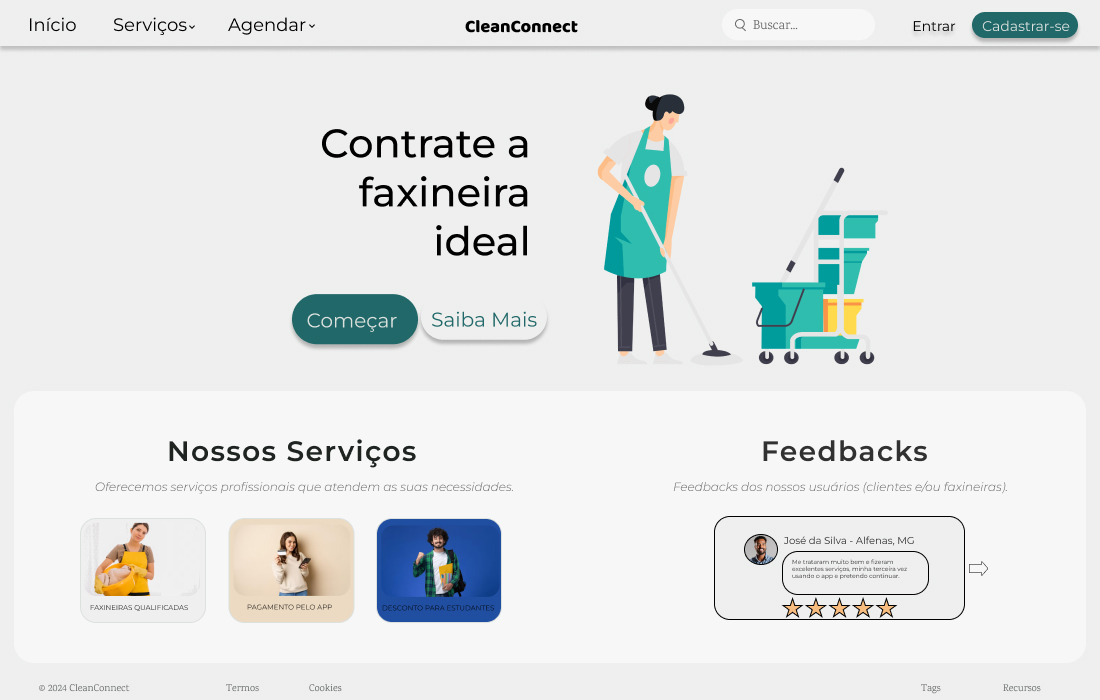 Início
Serviços
Agendar
CleanConnect
Buscar...
Entrar
Cadastrar-se
Contrate a
faxineira
ideal
Começar
Saiba Mais
Nossos Serviços
Oferecemos serviços profissionais que atendem as suas necessidades.
FAXINEIRAS QUALIFICADAS
PAGAMENTO PELO APP
DESCONTO PARA ESTUDANTES
Feedbacks
Feedbacks dos nossos usuários (clientes e/ou faxineiras).
José da Silva - Alfenas, MG
Me trataram muito bem e fizeram
excelentes serviços, minha terceira vez
usando o app e pretendo continuar.
© 2024 CleanConnect
Termos
Cookies
Tags
Recursos